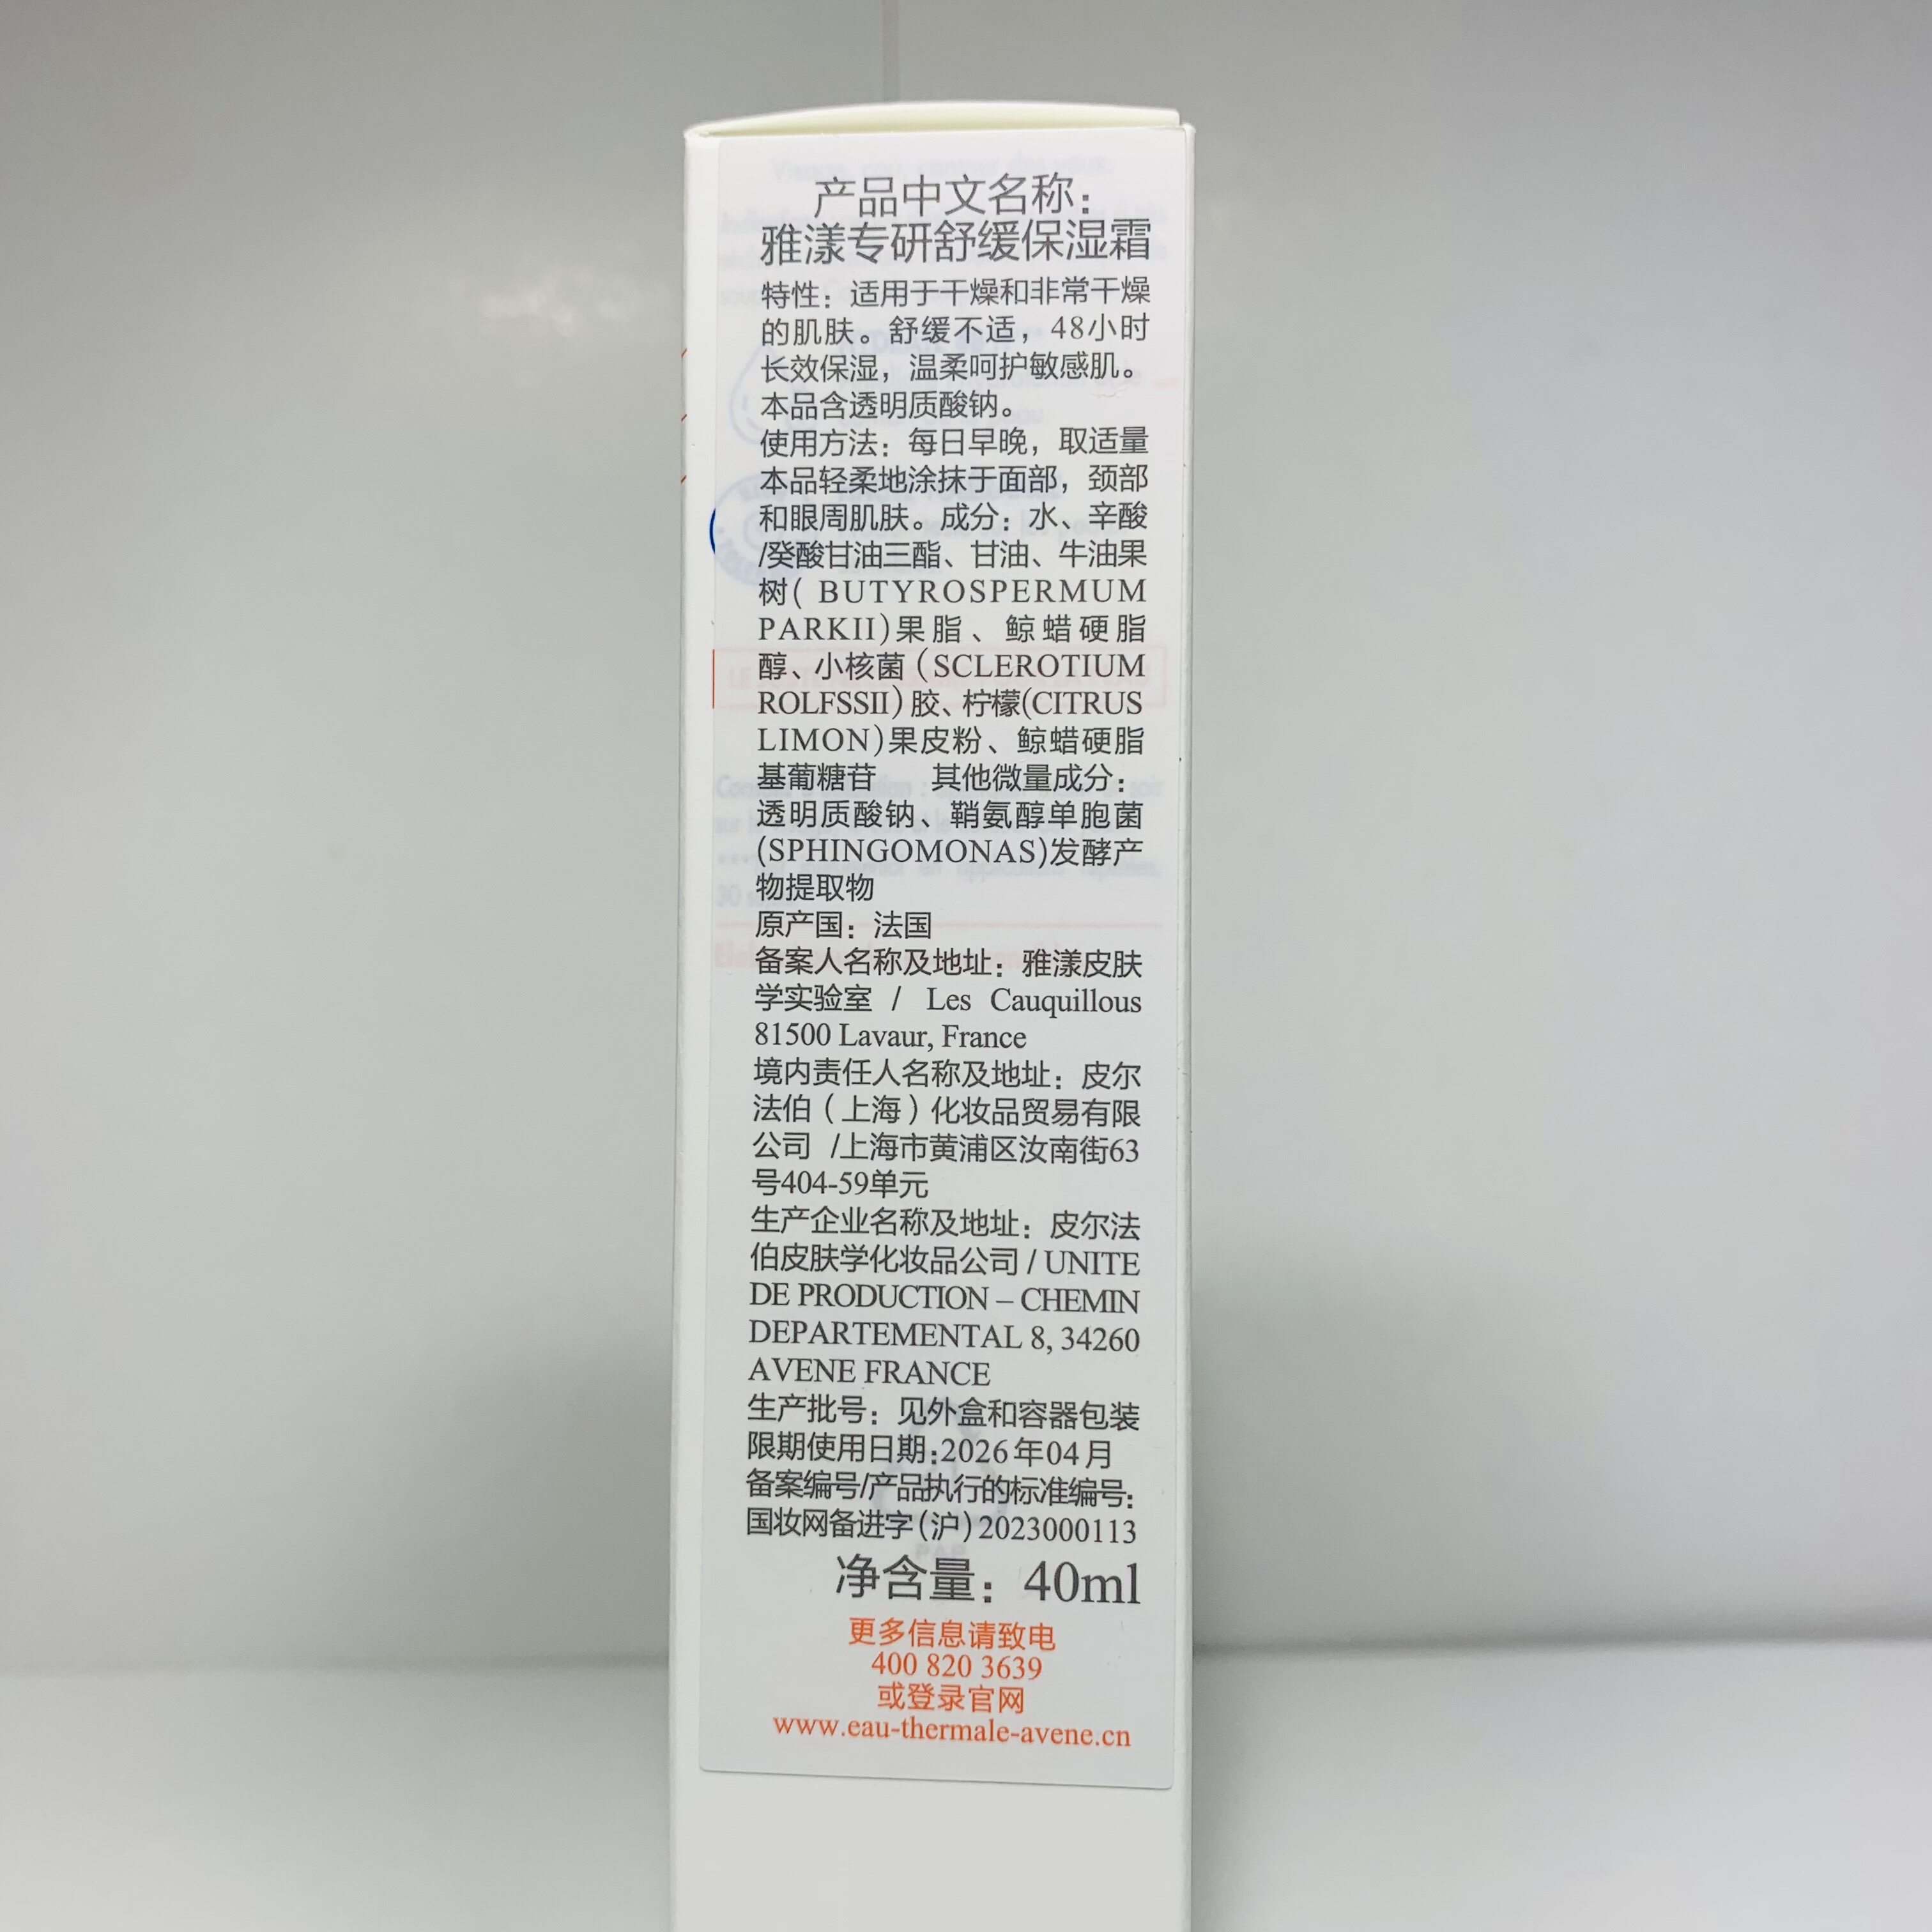 产品中文名称：
雅漾专研舒缓保湿霜
特性：适用于干燥和非常干燥
的肌肤。舒缓不适，48小时
长效保湿，温柔呵护敏感肌。
本品含透明质酸钠。
使用方法：每日早晚，取适量
本品轻柔地涂抹于面部，颈部
和眼周肌肤。成分：水、辛酸
/癸酸甘油三酯、甘油、牛油果
树( BUTYROSPERMUM
PARKII)果脂、鲸蜡硬脂
醇、小核菌（SCLEROTIUM
ROLFSSII）胶、柠檬(CITRUS
LIMON)果皮粉、鲸蜡硬脂
基葡糖苷 其他微量成分：
透明质酸钠、鞘氨醇单胞菌
(SPHINGOMONAS)发酵产
物提取物
原产国：法国
备案人名称及地址：雅漾皮肤
学实验室 / Les Cauquillous
81500 Lavaur, France
境内责任人名称及地址：皮尔
法伯（上海）化妆品贸易有限
公司 /上海市黄浦区汝南街63
号404-59单元
生产企业名称及地址：皮尔法
伯皮肤学化妆品公司 / UNITE
DE PRODUCTION – CHEMIN
DEPARTEMENTAL 8, 34260
AVENE FRANCE
生产批号：见外盒和容器包装
限期使用日期:2026年04月
备案编号/产品执行的标准编号:
国妆网备进字（沪）2023000113
净含量：40ml
更多信息请致电
400 820 3639
或登录官网
www.eau-thermale-avene.cn